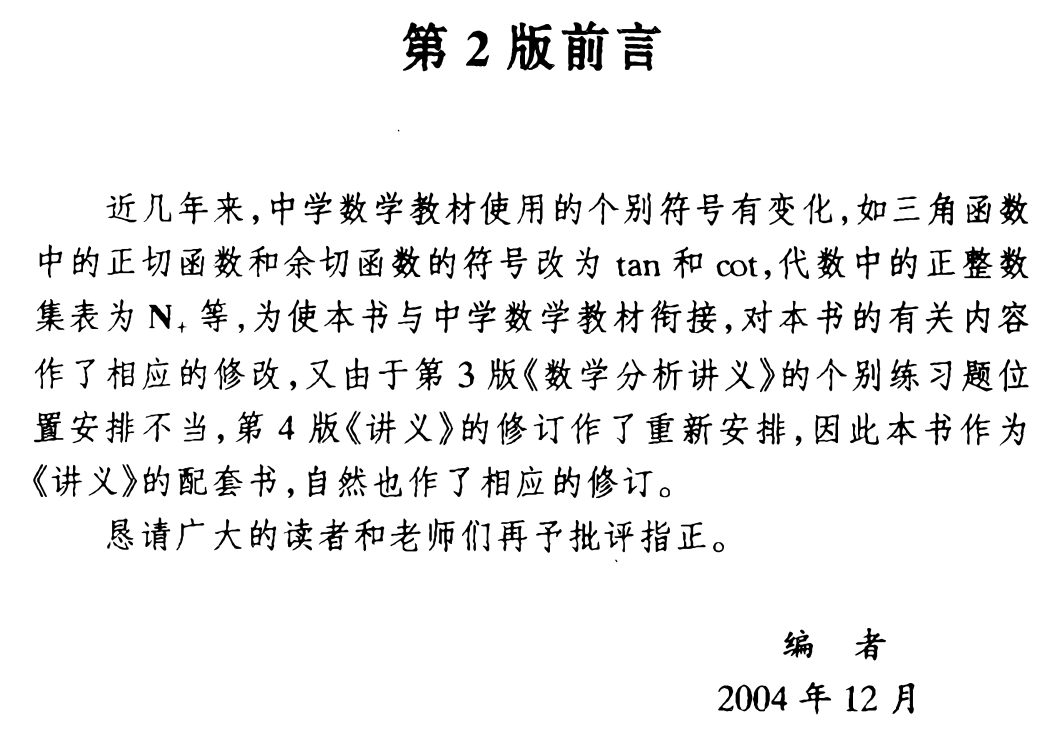 第 2 版前言
近几年来,中学数学教材使用的个别符号有变化,如三角函数
中的正切函数和余切函数的符号改为 tan 和 cot,代数中的正整数
集表为 N₊ 等,为使本书与中学数学教材衔接,对本书的有关内容
作了相应的修改,又由于第 3 版《数学分析讲义》的个别练习题位
置安排不当,第 4 版《讲义》的修订作了重新安排,因此本书作为
《讲义》的配套书,自然也作了相应的修订。
恳请广大的读者和老师们再予批评指正。
编 者
2004 年 12 月